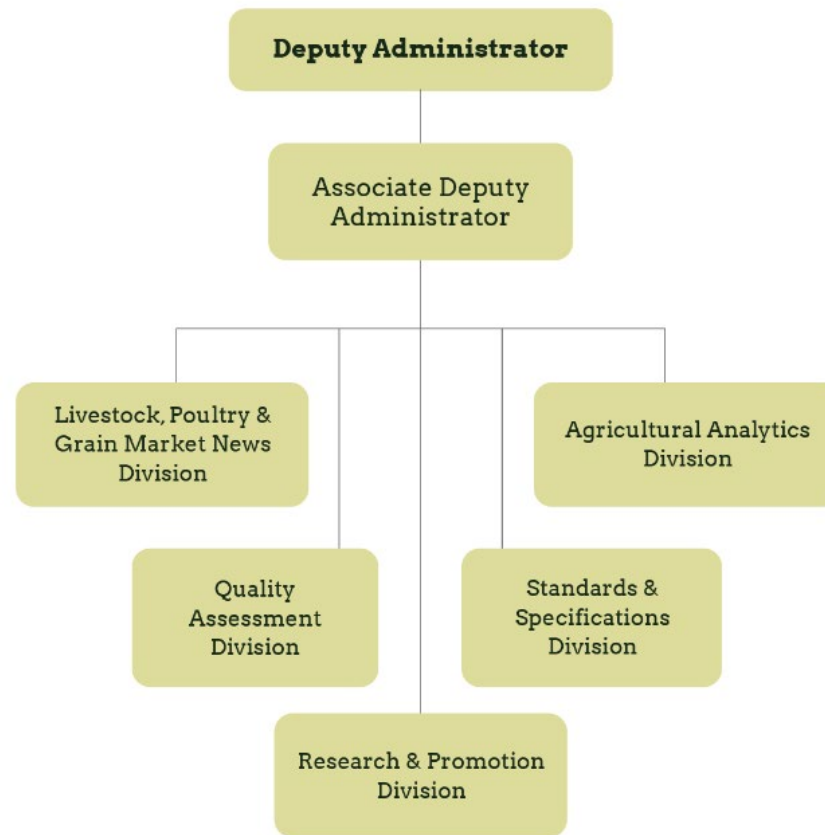 Deputy Administrator
Associate Deputy
Administrator
Livestock, Poultry &
Grain Market News
Division
Agricultural Analytics
Division
Quality
Assessment
Division
Standards &
Specifications
Division
Research & Promotion
Division